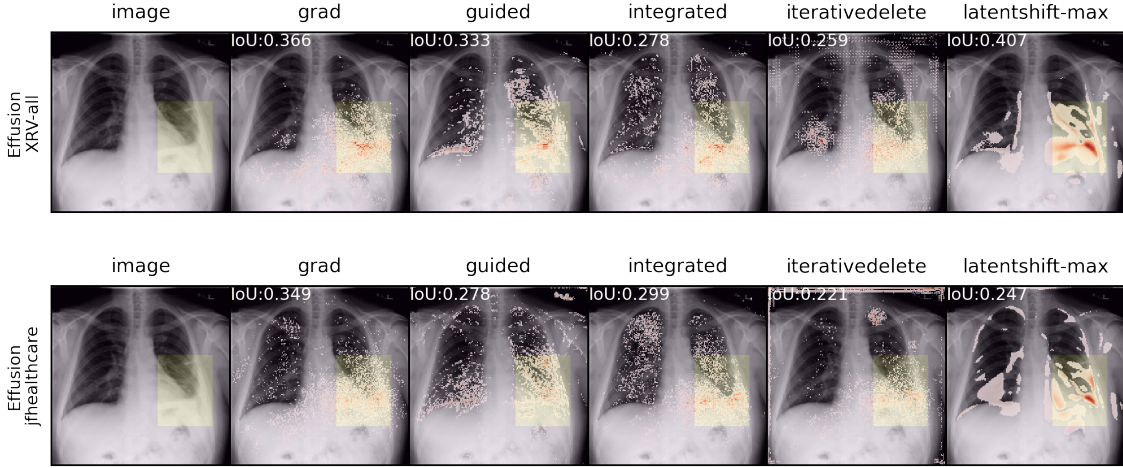 image grad guided integrated iterativedelete latentshift-max
Effusion
XRV-all
IoU:0.366 IoU:0.333 IoU:0.278 IoU:0.259 IoU:0.407
image grad guided integrated iterativedelete latentshift-max
Effusion
jfhealthcare
IoU:0.349 IoU:0.278 IoU:0.299 IoU:0.221 IoU:0.247